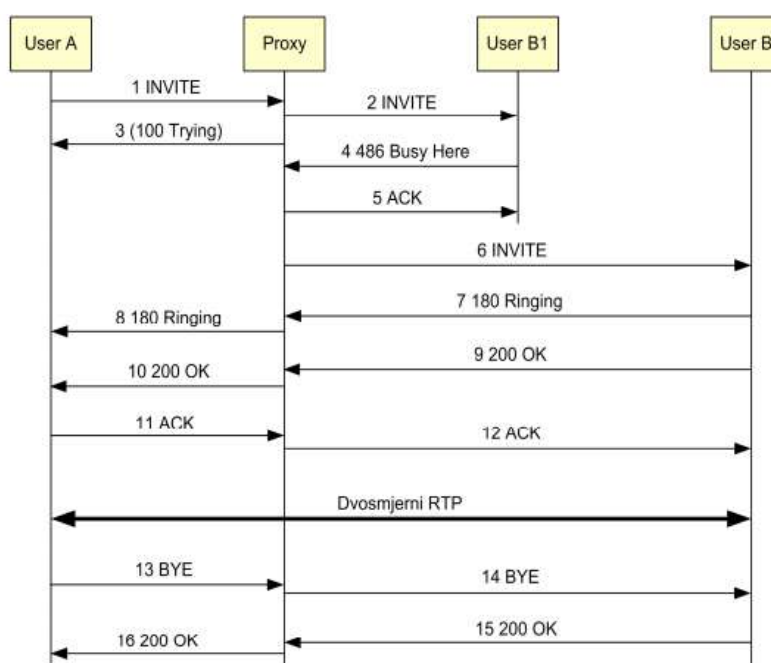 User A
Proxy
User B1
User B
1 INVITE
2 INVITE
3 (100 Trying)
4 486 Busy Here
5 ACK
6 INVITE
7 180 Ringing
8 180 Ringing
9 200 OK
10 200 OK
11 ACK
12 ACK
Dvosmjerni RTP
13 BYE
14 BYE
15 200 OK
16 200 OK